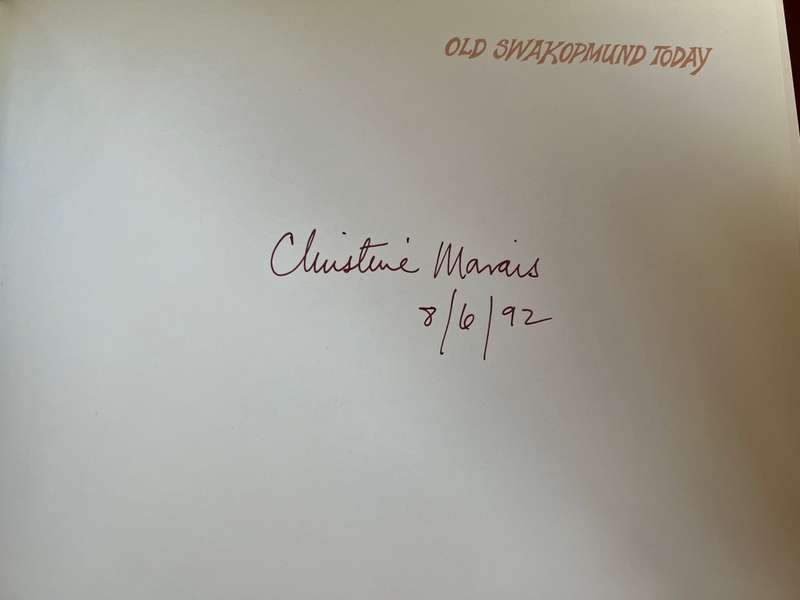 OLD SWAKOPMUND TODAY
Christine Marais
8/6/92